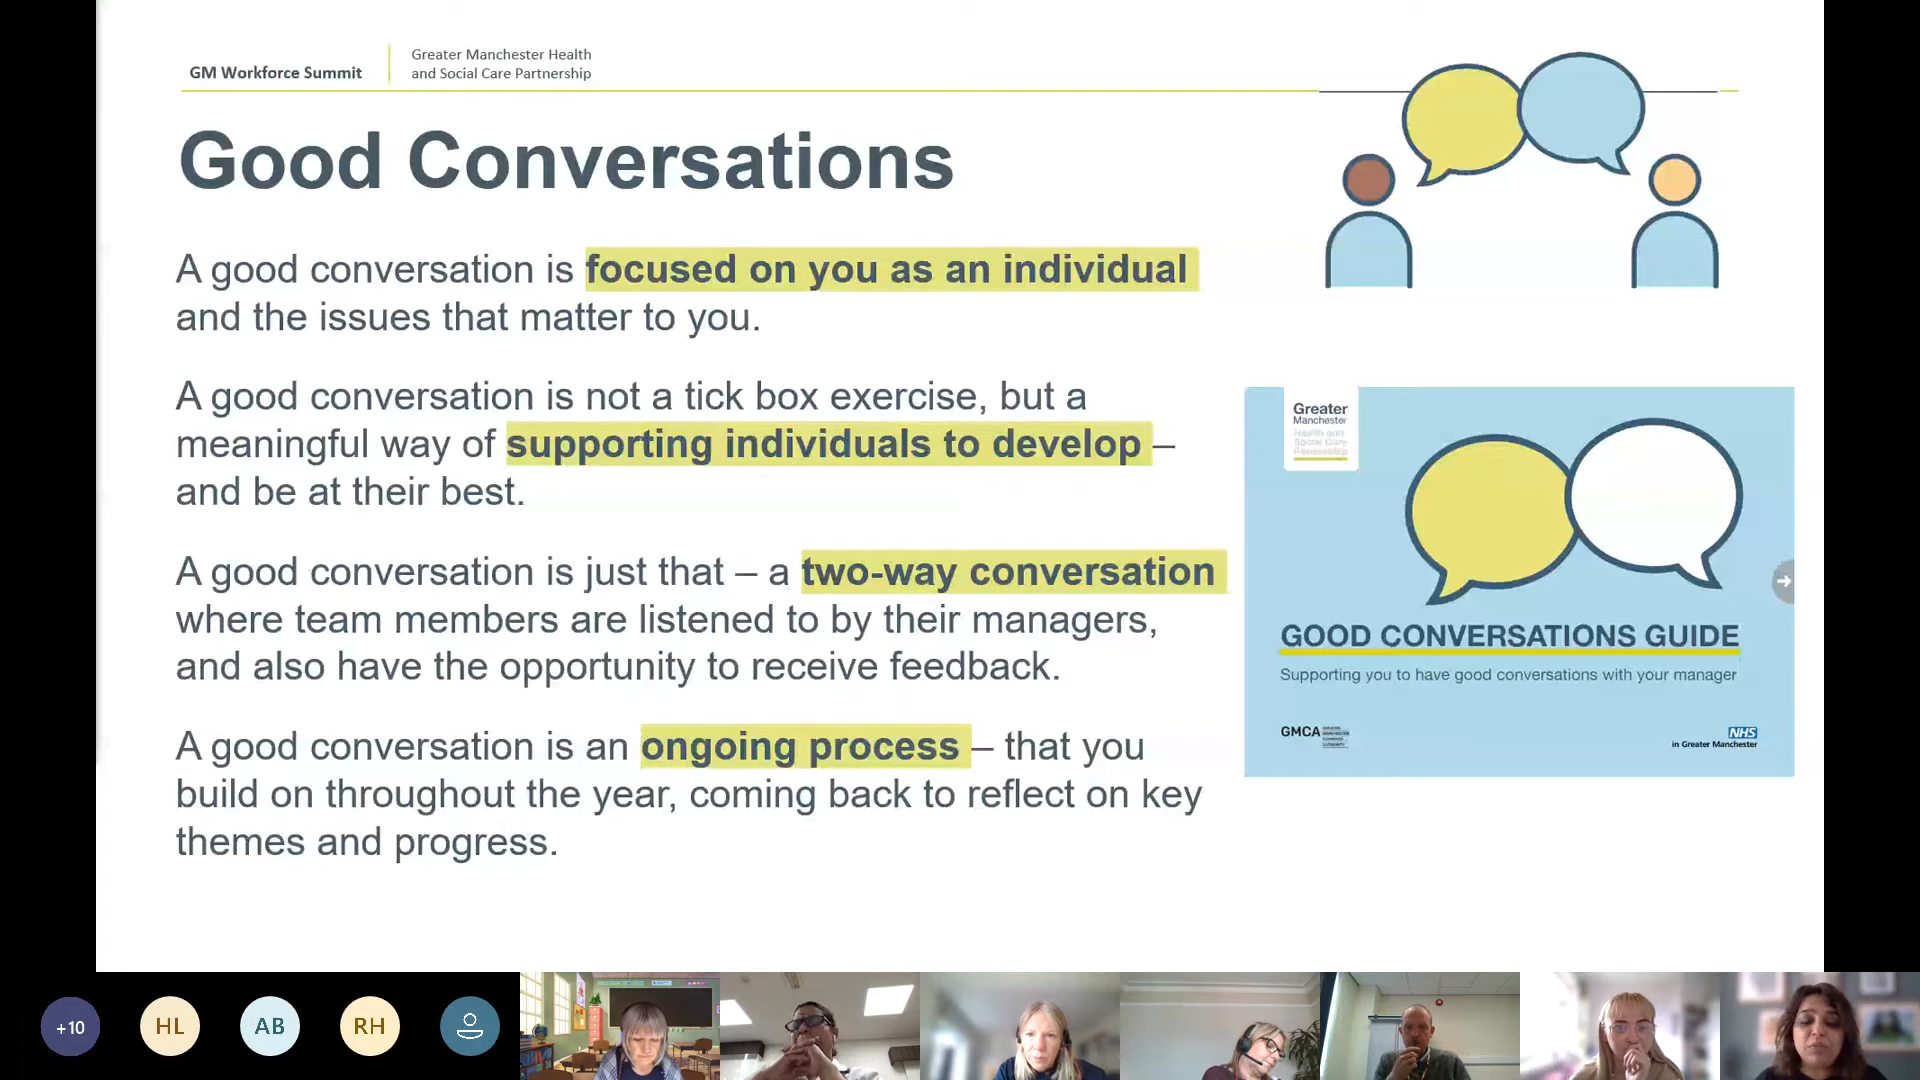 GM Workforce Summit
Greater Manchester Health
and Social Care Partnership
Good Conversations
A good conversation is focused on you as an individual
and the issues that matter to you.
A good conversation is not a tick box exercise, but a
meaningful way of supporting individuals to develop –
and be at their best.
A good conversation is just that – a two-way conversation
where team members are listened to by their managers,
and also have the opportunity to receive feedback.
A good conversation is an ongoing process – that you
build on throughout the year, coming back to reflect on key
themes and progress.
Greater
Manchester
Health and
Social Care
Partnership
GOOD CONVERSATIONS GUIDE
Supporting you to have good conversations with your manager
GMCA
NHS
in Greater Manchester
+10
HL
AB
RH